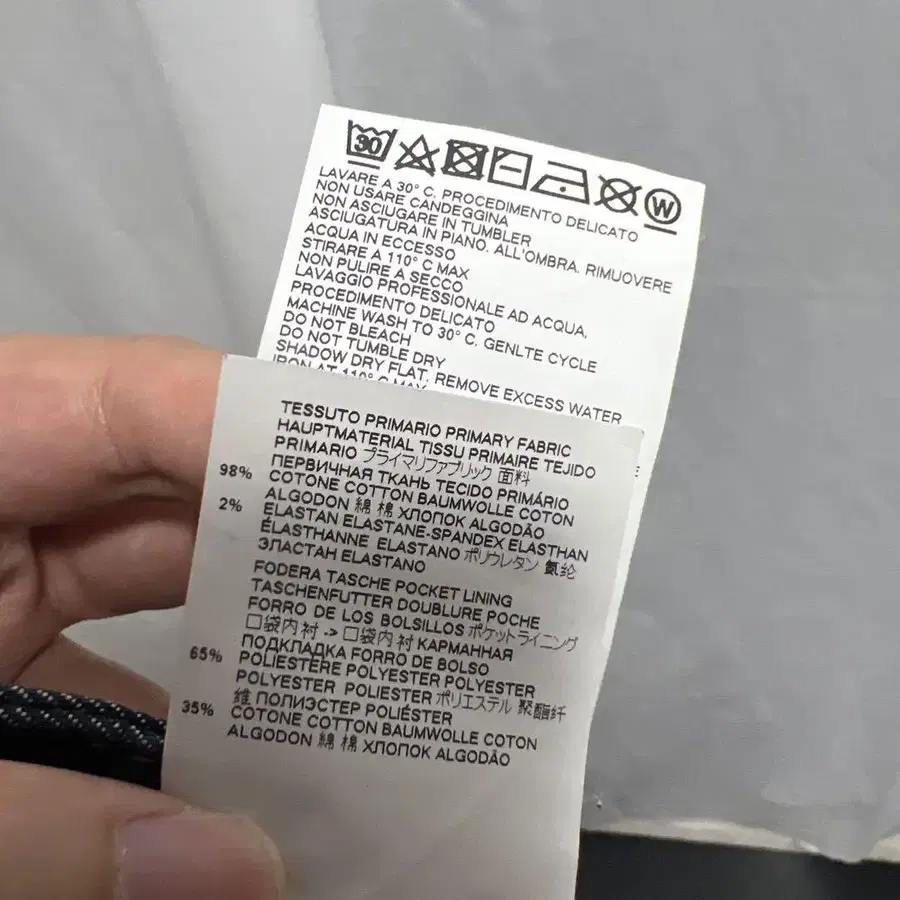 30
W
LAVARE A 30° C. PROCEDIMENTO DELICATO
NON USARE CANDEGGINA
NON ASCIUGARE IN TUMBLER
ASCIUGATURA IN PIANO. ALL'OMBRA. RIMUOVERE
ACQUA IN ECCESSO
STIRARE A 110° C MAX
NON PULIRE A SECCO
LAVAGGIO PROFESSIONALE AD ACQUA,
PROCEDIMENTO DELICATO
MACHINE WASH TO 30° C. GENLTE CYCLE
DO NOT BLEACH
DO NOT TUMBLE DRY
SHADOW DRY FLAT; REMOVE EXCESS WATER
IRON AT 110° C MAX
TESSUTO PRIMARIO PRIMARY FABRIC
HAUPTMATERIAL TISSU PRIMAIRE TEJIDO
PRIMARIO プライマリファブリック 面料
ПЕРВИЧНАЯ ТКАНЬ TECIDO PRIMÁRIO
98% COTONE COTTON BAUMWOLLE COTON
ALGODON 綿 棉 ХЛОПОК ALGODÃO
2% ELASTAN ELASTANE-SPANDEX ELASTHAN
ÉLASTHANNE ELASTANO ポリウレタン 氨纶
ЭЛАСТАН ELASTANO
FODERA TASCHE POCKET LINING
TASCHENFUTTER DOUBLURE POCHE
FORRO DE LOS BOLSILLOS ポケットライニング
口袋内衬 -> 口袋内衬 КАРМАННАЯ
ПОДКЛАДКА FORRO DE BOLSO
65% POLIESTERE POLYESTER POLYESTER
POLYESTER POLIESTER ポリエステル 聚酯纤
维 ПОЛИЭСТЕР POLIÉSTER
35% COTONE COTTON BAUMWOLLE COTON
ALGODON 綿 棉 ХЛОПОК ALGODÃO